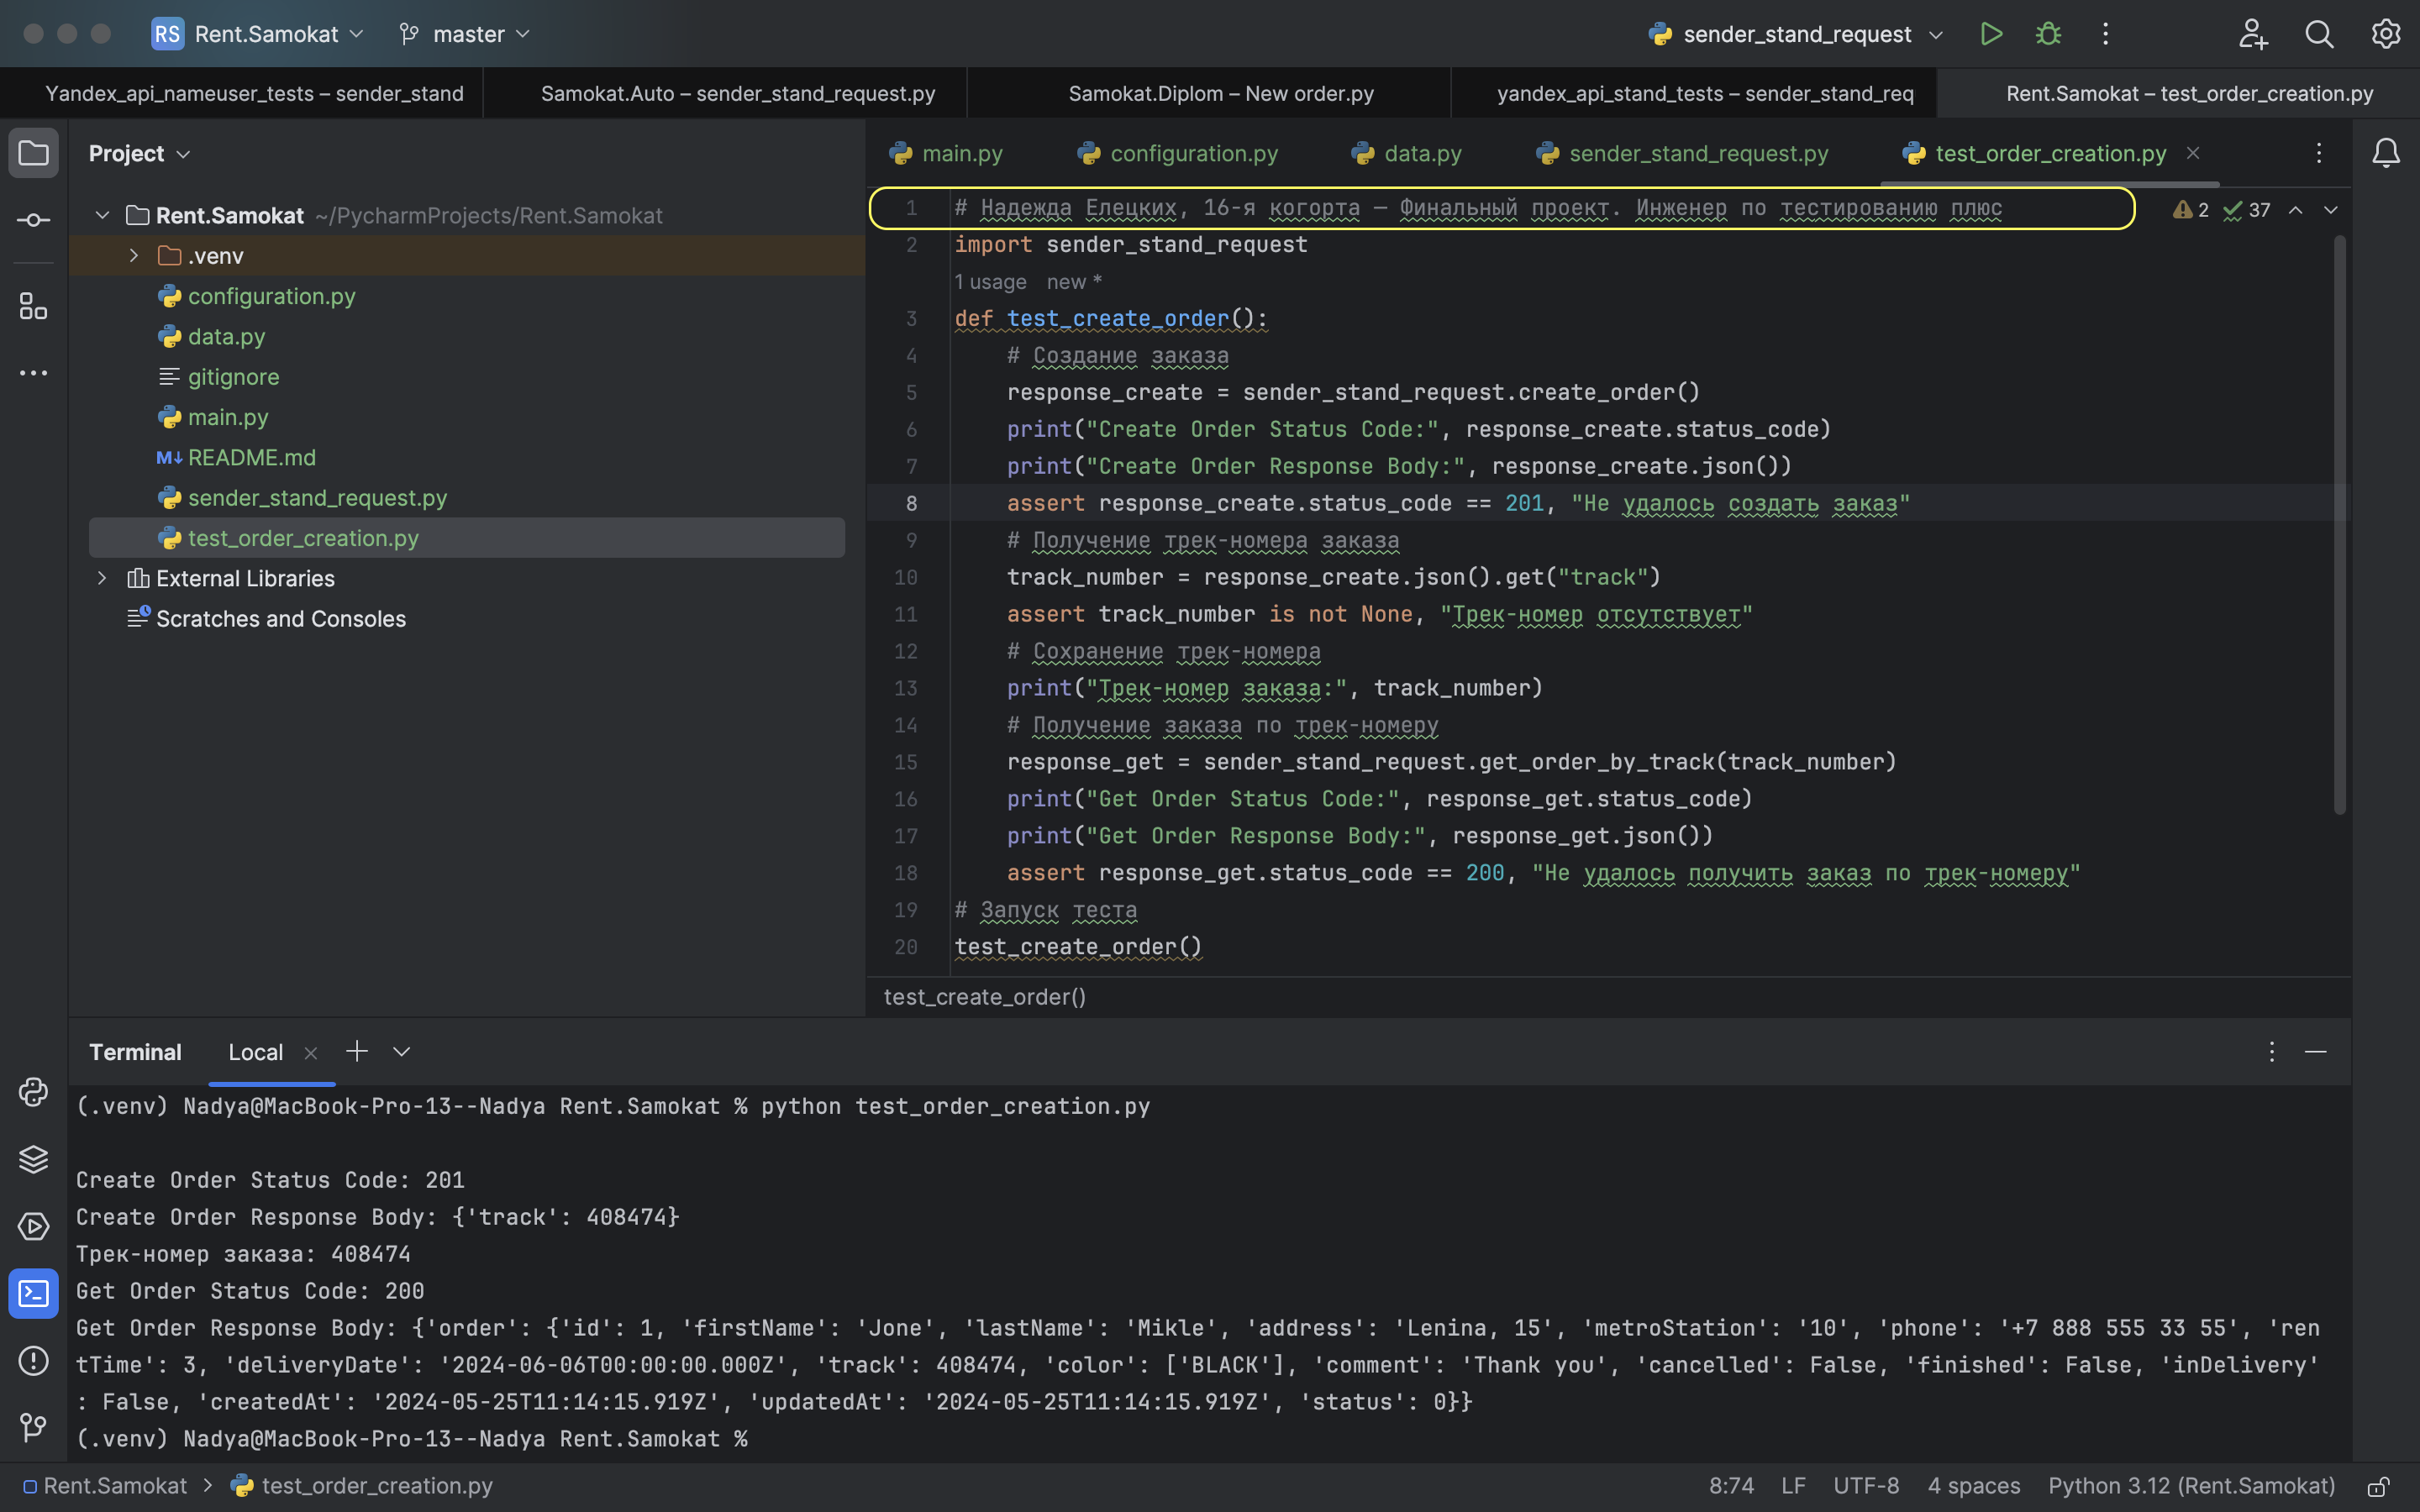 RS Rent.Samokat master sender_stand_request
Yandex_api_nameuser_tests – sender_stand
Samokat.Auto – sender_stand_request.py
Samokat.Diplom – New order.py
yandex_api_stand_tests – sender_stand_req
Rent.Samokat – test_order_creation.py
Project
Rent.Samokat ~/PycharmProjects/Rent.Samokat
.venv
configuration.py
data.py
gitignore
main.py
M↓ README.md
sender_stand_request.py
test_order_creation.py
External Libraries
Scratches and Consoles
main.py configuration.py data.py sender_stand_request.py test_order_creation.py
1 # Надежда Елецких, 16-я когорта — Финальный проект. Инженер по тестированию плюс
2 37
2 import sender_stand_request
1 usage new *
3 def test_create_order():
4 # Создание заказа
5 response_create = sender_stand_request.create_order()
6 print("Create Order Status Code:", response_create.status_code)
7 print("Create Order Response Body:", response_create.json())
8 assert response_create.status_code == 201, "Не удалось создать заказ"
9 # Получение трек-номера заказа
10 track_number = response_create.json().get("track")
11 assert track_number is not None, "Трек-номер отсутствует"
12 # Сохранение трек-номера
13 print("Трек-номер заказа:", track_number)
14 # Получение заказа по трек-номеру
15 response_get = sender_stand_request.get_order_by_track(track_number)
16 print("Get Order Status Code:", response_get.status_code)
17 print("Get Order Response Body:", response_get.json())
18 assert response_get.status_code == 200, "Не удалось получить заказ по трек-номеру"
19 # Запуск теста
20 test_create_order()
test_create_order()
Terminal Local
(.venv) Nadya@MacBook-Pro-13--Nadya Rent.Samokat % python test_order_creation.py
Create Order Status Code: 201
Create Order Response Body: {'track': 408474}
Трек-номер заказа: 408474
Get Order Status Code: 200
Get Order Response Body: {'order': {'id': 1, 'firstName': 'Jone', 'lastName': 'Mikle', 'address': 'Lenina, 15', 'metroStation': '10', 'phone': '+7 888 555 33 55', 'ren
tTime': 3, 'deliveryDate': '2024-06-06T00:00:00.000Z', 'track': 408474, 'color': ['BLACK'], 'comment': 'Thank you', 'cancelled': False, 'finished': False, 'inDelivery'
: False, 'createdAt': '2024-05-25T11:14:15.919Z', 'updatedAt': '2024-05-25T11:14:15.919Z', 'status': 0}}
(.venv) Nadya@MacBook-Pro-13--Nadya Rent.Samokat %
Rent.Samokat > test_order_creation.py
8:74 LF UTF-8 4 spaces Python 3.12 (Rent.Samokat)